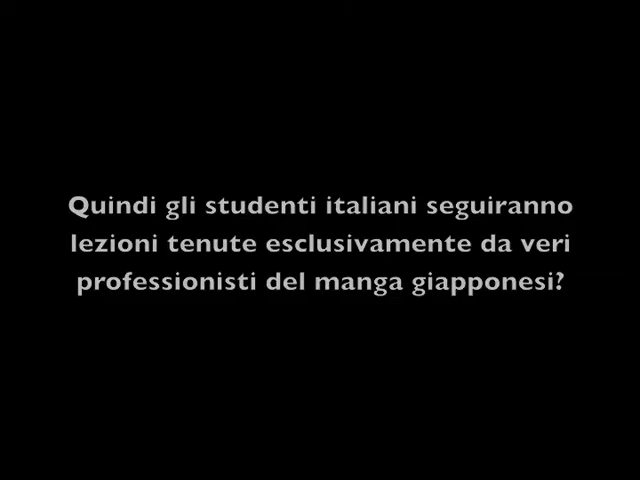 Quindi gli studenti italiani seguiranno
lezioni tenute esclusivamente da veri
professionisti del manga giapponesi?